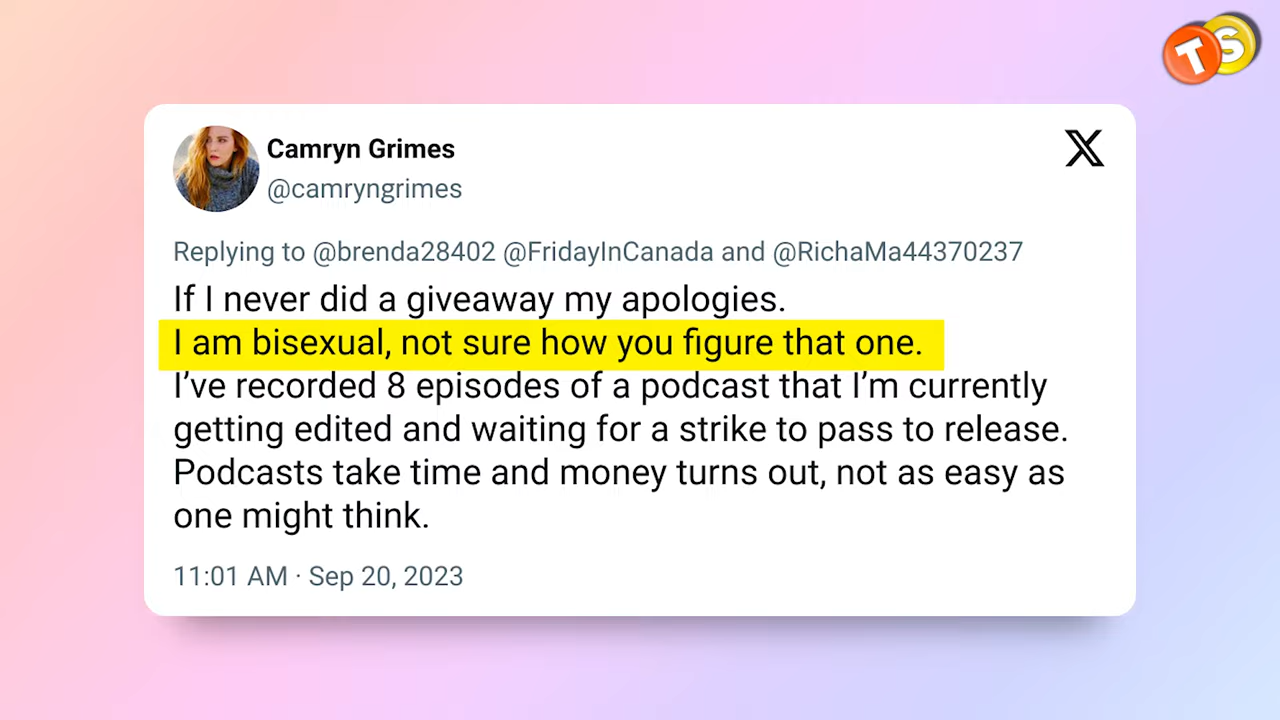 TS
Camryn Grimes
X
@camryngrimes
Replying to @brenda28402 @FridayInCanada and @RichaMa44370237
If I never did a giveaway my apologies.
I am bisexual, not sure how you figure that one.
I’ve recorded 8 episodes of a podcast that I’m currently
getting edited and waiting for a strike to pass to release.
Podcasts take time and money turns out, not as easy as
one might think.
11:01 AM · Sep 20, 2023